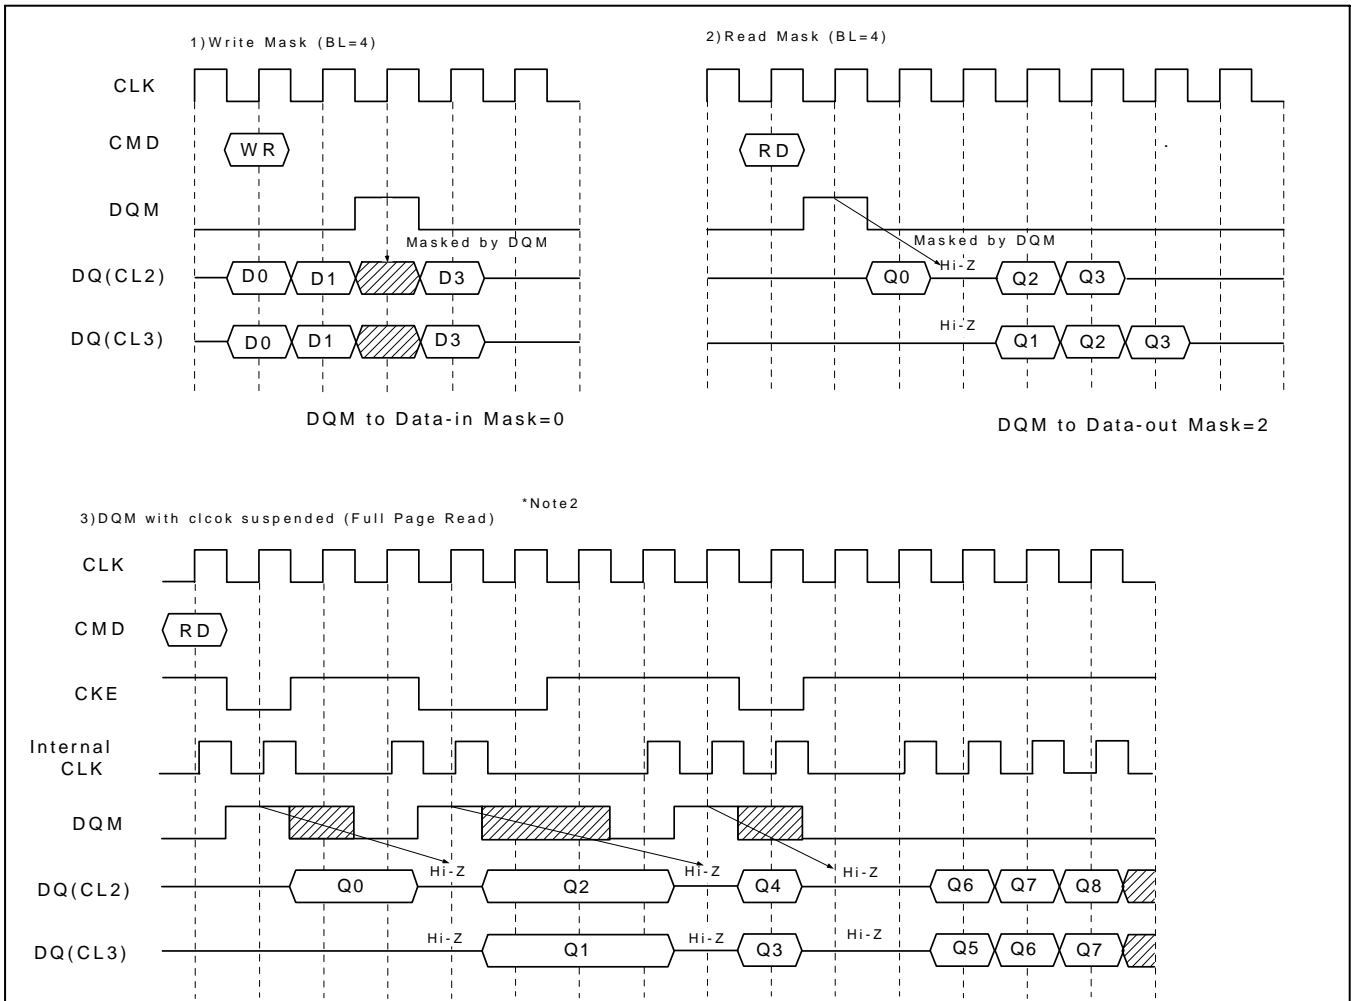 1)Write Mask (BL=4)
2)Read Mask (BL=4)
CLK
CMD
WR
RD
DQM
Masked by DQM
Masked by DQM
DQ(CL2)
D0
D1
D3
Q0
Hi-Z
Q2
Q3
DQ(CL3)
D0
D1
D3
Hi-Z
Q1
Q2
Q3
DQM to Data-in Mask=0
DQM to Data-out Mask=2
*Note2
3)DQM with clcok suspended (Full Page Read)
CLK
CMD
RD
CKE
Internal
CLK
DQM
DQ(CL2)
Q0
Hi-Z
Q2
Hi-Z
Q4
Hi-Z
Q6
Q7
Q8
DQ(CL3)
Hi-Z
Q1
Hi-Z
Q3
Hi-Z
Q5
Q6
Q7